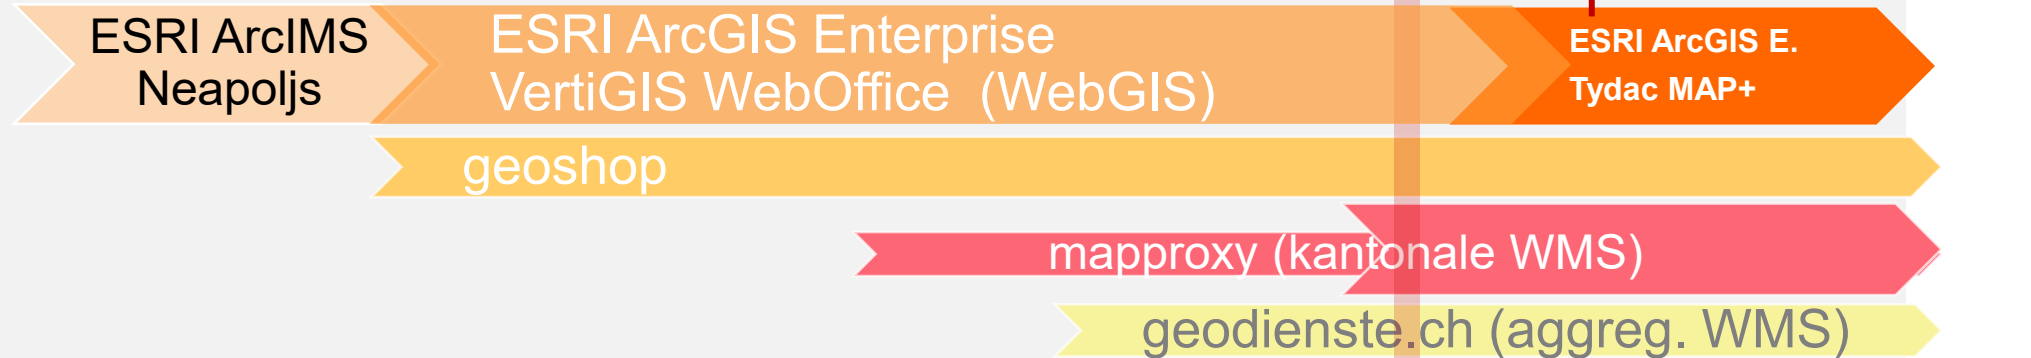 ESRI ArcIMS
Neapoljs
ESRI ArcGIS Enterprise
VertiGIS WebOffice (WebGIS)
ESRI ArcGIS E.
Tydac MAP+
geoshop
mapproxy (kantonale WMS)
geodienste.ch (aggreg. WMS)